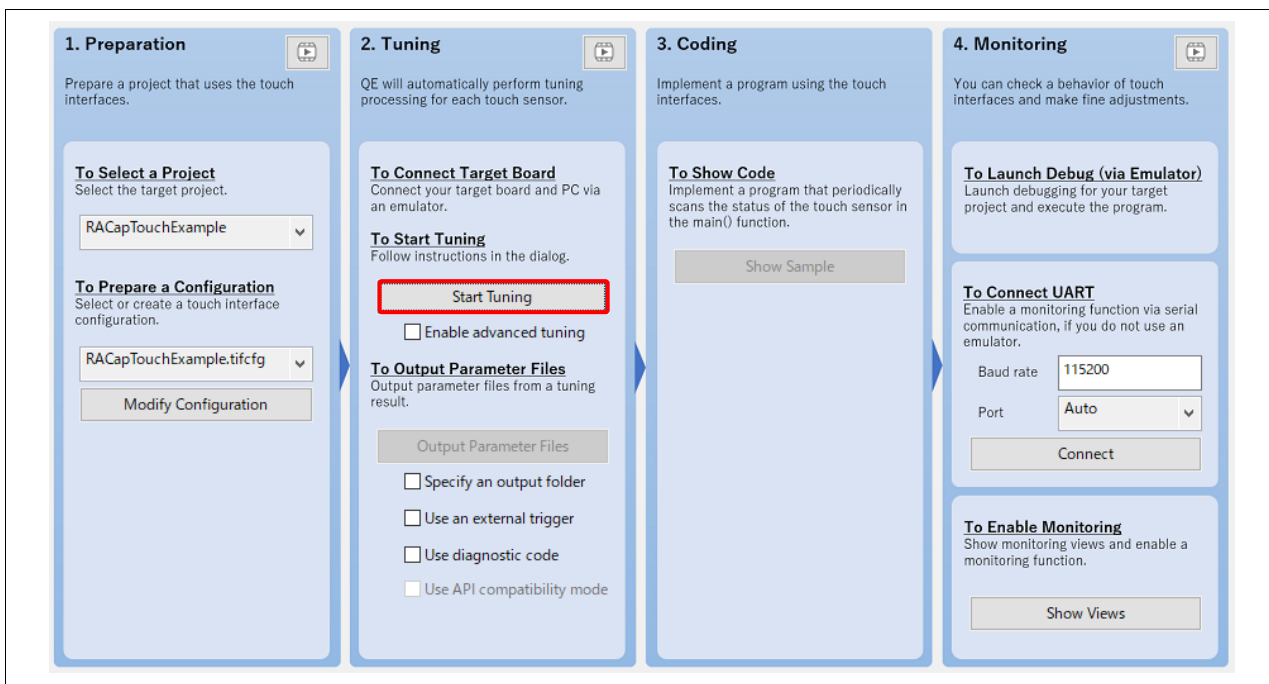 1. Preparation
Prepare a project that uses the touch
interfaces.
To Select a Project
Select the target project.
RACapTouchExample
To Prepare a Configuration
Select or create a touch interface
configuration.
RACapTouchExample.tifcfg
Modify Configuration
2. Tuning
QE will automatically perform tuning
processing for each touch sensor.
To Connect Target Board
Connect your target board and PC via
an emulator.
To Start Tuning
Follow instructions in the dialog.
Start Tuning
Enable advanced tuning
To Output Parameter Files
Output parameter files from a tuning
result.
Output Parameter Files
Specify an output folder
Use an external trigger
Use diagnostic code
Use API compatibility mode
3. Coding
Implement a program using the touch
interfaces.
To Show Code
Implement a program that periodically
scans the status of the touch sensor in
the main() function.
Show Sample
4. Monitoring
You can check a behavior of touch
interfaces and make fine adjustments.
To Launch Debug (via Emulator)
Launch debugging for your target
project and execute the program.
To Connect UART
Enable a monitoring function via serial
communication, if you do not use an
emulator.
Baud rate 115200
Port Auto
Connect
To Enable Monitoring
Show monitoring views and enable a
monitoring function.
Show Views